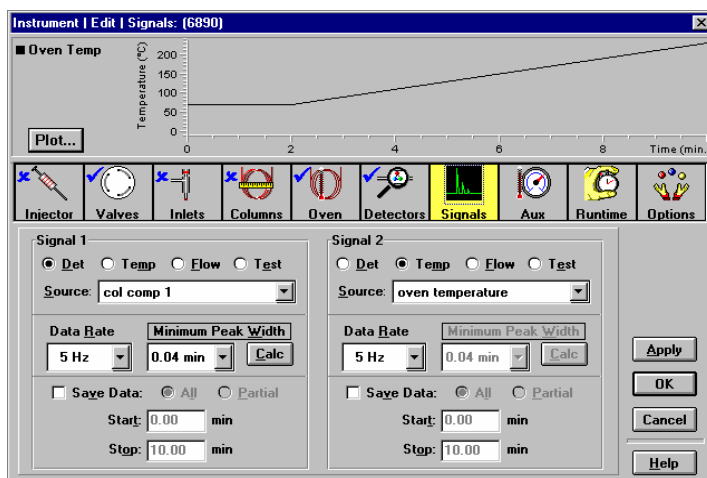 Instrument | Edit | Signals: (6890)
Oven Temp
Temperature (°C)
200
150
100
50
0
Plot...
0 2 4 6 8 Time (min.
Injector Valves Inlets Columns Oven Detectors Signals Aux Runtime Options
Signal 1
Det Temp Flow Test
Source: col comp 1
Data Rate Minimum Peak Width
5 Hz 0.04 min Calc
Save Data: All Partial
Start: 0.00 min
Stop: 10.00 min
Signal 2
Det Temp Flow Test
Source: oven temperature
Data Rate Minimum Peak Width
5 Hz 0.04 min Calc
Save Data: All Partial
Start: 0.00 min
Stop: 10.00 min
Apply
OK
Cancel
Help